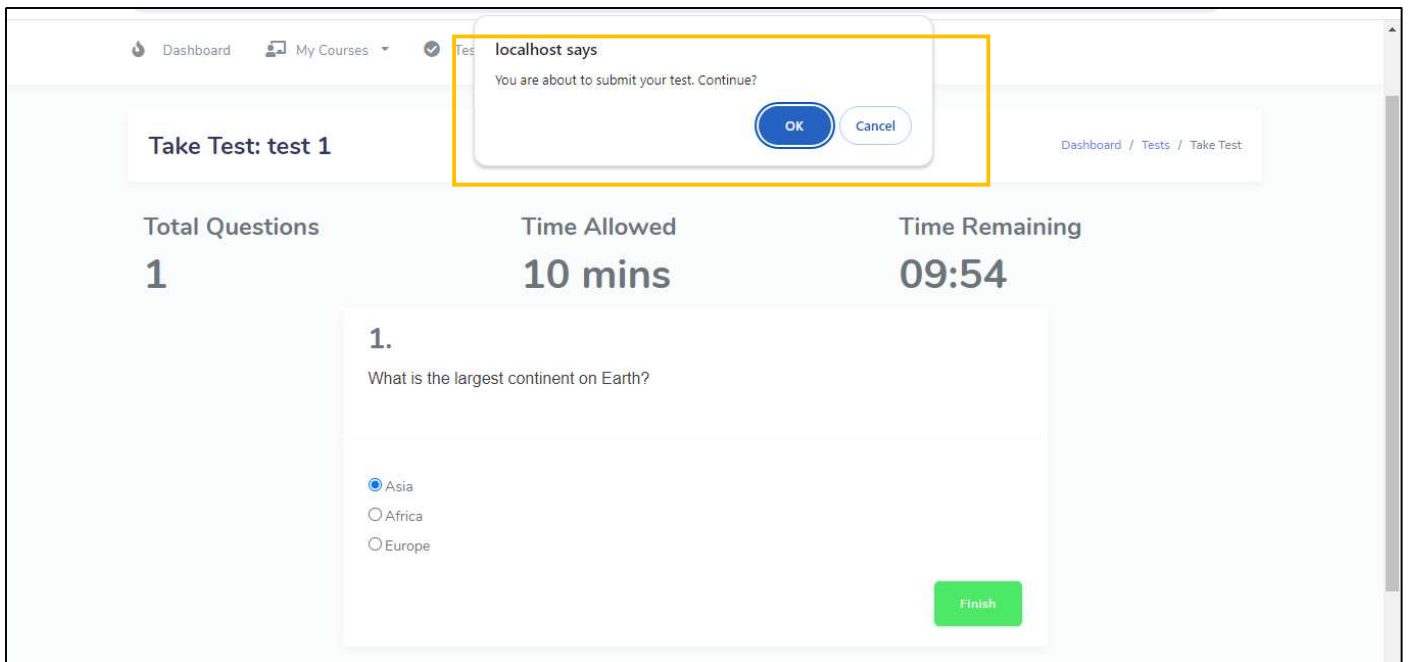 Dashboard My Courses Tes
localhost says
You are about to submit your test. Continue?
OK Cancel
Take Test: test 1
Dashboard / Tests / Take Test
Total Questions Time Allowed Time Remaining
1 10 mins 09:54
1.
What is the largest continent on Earth?
Asia
Africa
Europe
Finish